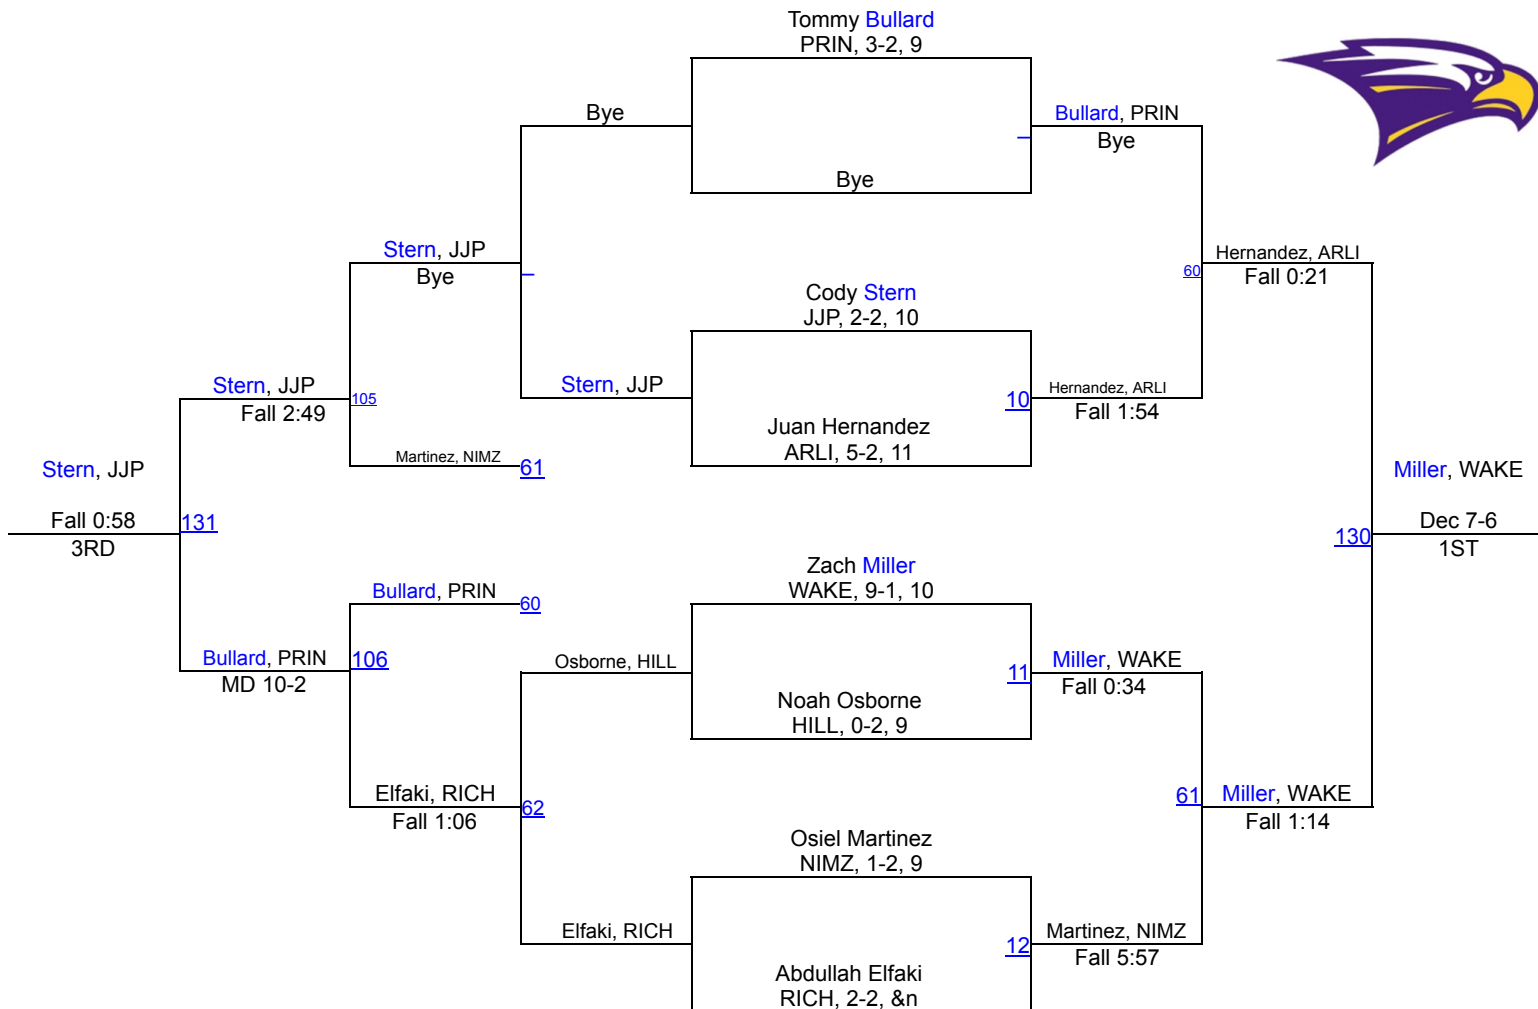 Tommy Bullard
PRIN, 3-2, 9
Bye
Bullard, PRIN
Bye
Bye
Stern, JJP
Bye
Hernandez, ARLI
60
Fall 0:21
Cody Stern
JJP, 2-2, 10
Stern, JJP
Fall 2:49
105
Stern, JJP
10
Hernandez, ARLI
Fall 1:54
Juan Hernandez
ARLI, 5-2, 11
Martinez, NIMZ
61
Stern, JJP
Fall 0:58
3RD
131
Miller, WAKE
130
Dec 7-6
1ST
Zach Miller
WAKE, 9-1, 10
Bullard, PRIN
60
Bullard, PRIN
MD 10-2
106
Osborne, HILL
11
Miller, WAKE
Fall 0:34
Noah Osborne
HILL, 0-2, 9
Elfaki, RICH
Fall 1:06
62
61
Miller, WAKE
Fall 1:14
Osiel Martinez
NIMZ, 1-2, 9
Elfaki, RICH
12
Martinez, NIMZ
Fall 5:57
Abdullah Elfaki
RICH, 2-2, &n